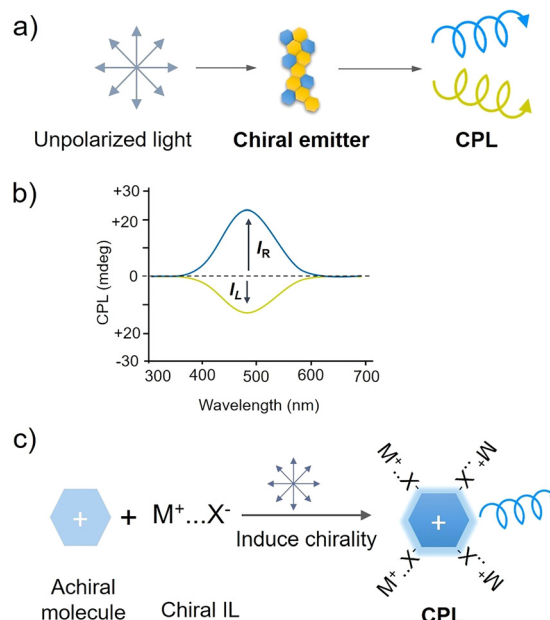 a)
Unpolarized light
Chiral emitter
CPL
b)
+30
+20
0
+20
-30
CPL (mdeg)
I_R
I_L
300 400 500 600 700
Wavelength (nm)
c)
+
+
M⁺...X⁻
Induce chirality
Achiral
molecule
Chiral IL
M⁺...X⁻
M⁺...X⁻
+
M⁺...X⁻
M⁺...X⁻
CPL